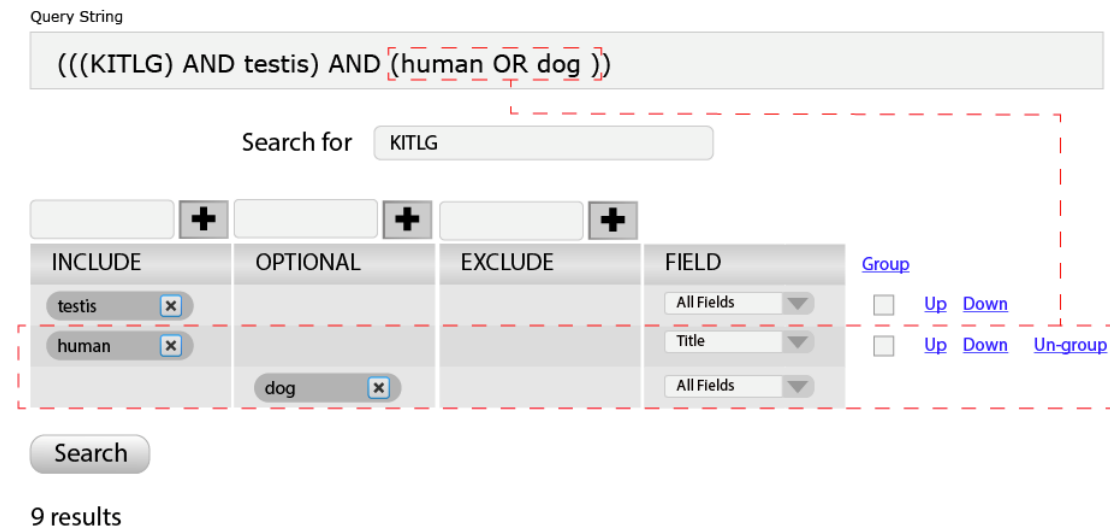 Query String
(((KITLG) AND testis) AND (human OR dog ))
Search for KITLG
INCLUDE OPTIONAL EXCLUDE FIELD Group
testis All Fields Up Down
human Title Up Down Un-group
dog All Fields
Search
9 results